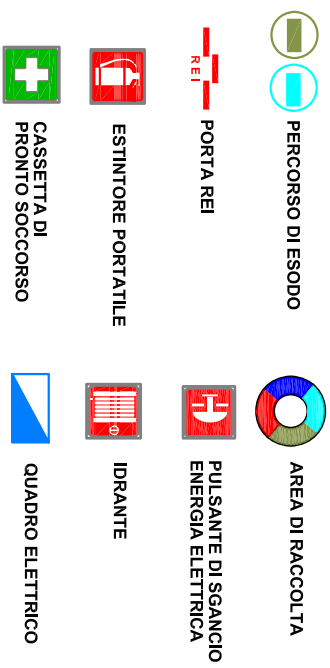 PERCORSO DI ESODO
REI
PORTA REI
ESTINTORE PORTATILE
CASSETTA DI
PRONTO SOCCORSO
AREA DI RACCOLTA
PULSANTE DI SGANCIO
ENERGIA ELETTRICA
IDRANTE
QUADRO ELETTRICO